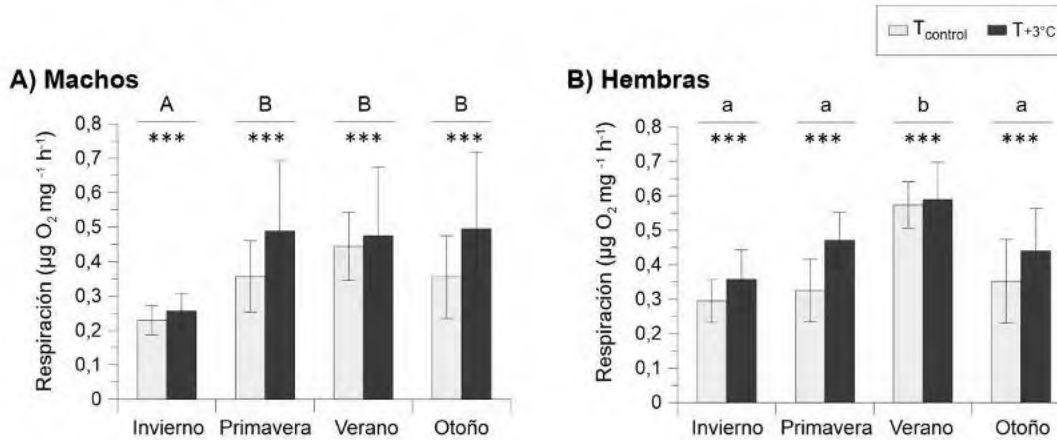 T control T+3°C
A) Machos
A B B B
*** *** *** ***
0,8
0,7
0,6
0,5
0,4
0,3
0,2
0,1
0
Respiración (µg O₂ mg ⁻¹ h⁻¹)
Invierno Primavera Verano Otoño
B) Hembras
a a b a
*** *** *** ***
0,8
0,7
0,6
0,5
0,4
0,3
0,2
0,1
0
Respiración (µg O₂ mg ⁻¹ h⁻¹)
Invierno Primavera Verano Otoño